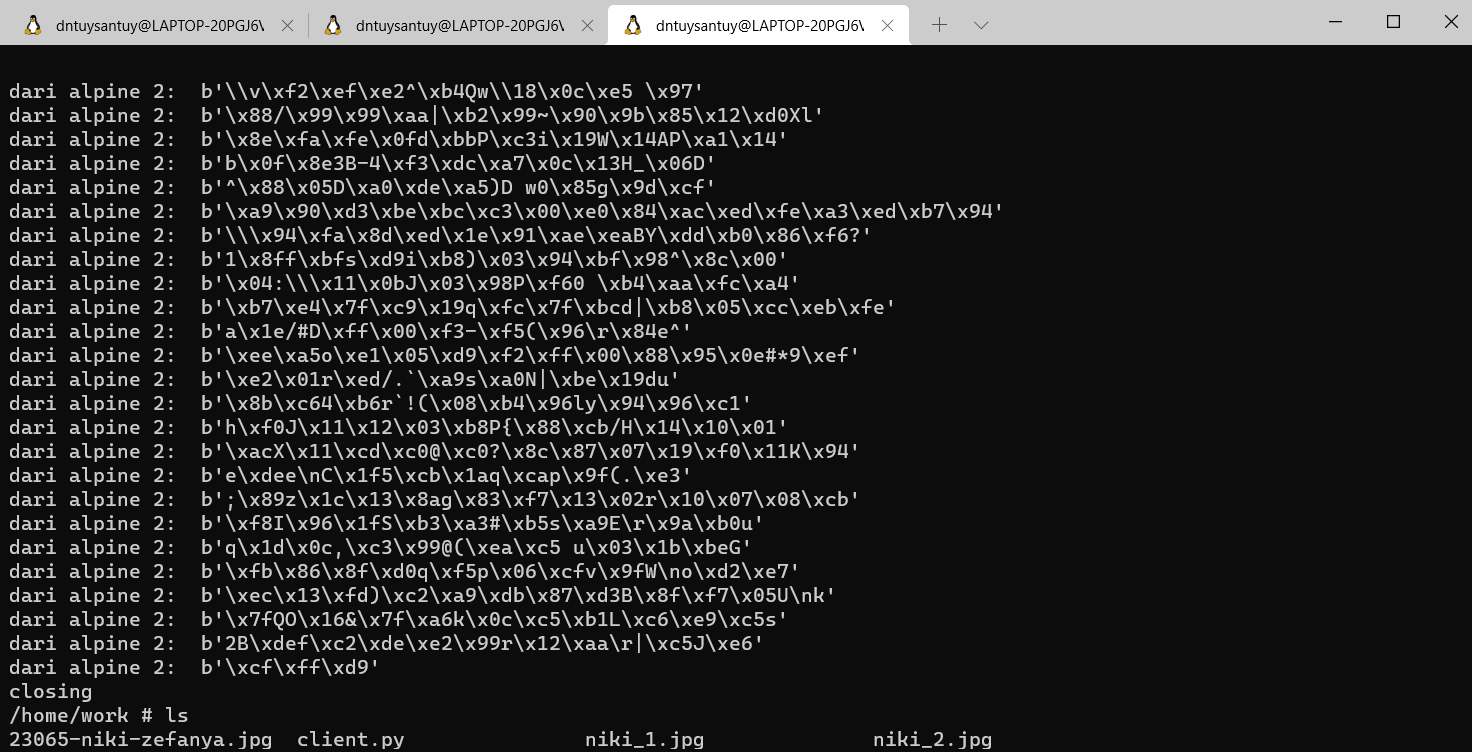 dntuysantuy@LAPTOP-20PGJ6\ dntuysantuy@LAPTOP-20PGJ6\ dntuysantuy@LAPTOP-20PGJ6\
dari alpine 2:  b'\\v\xf2\xef\xe2^\xb4Qw\\18\x0c\xe5 \x97'
dari alpine 2:  b'\x88/\x99\x99\xaa|\xb2\x99~\x90\x9b\x85\x12\xd0Xl'
dari alpine 2:  b'\x8e\xfa\xfe\x0fd\xbbP\xc3i\x19W\x14AP\xa1\x14'
dari alpine 2:  b'b\x0f\x8e3B-4\xf3\xdc\xa7\x0c\x13H_\x06D'
dari alpine 2:  b'^\x88\x05D\xa0\xde\xa5)D w0\x85g\x9d\xcf'
dari alpine 2:  b'\xa9\x90\xd3\xbe\xbc\xc3\x00\xe0\x84\xac\xed\xfe\xa3\xed\xb7\x94'
dari alpine 2:  b'\\\x94\xfa\x8d\xed\x1e\x91\xae\xeaBY\xdd\xb0\x86\xf6?'
dari alpine 2:  b'1\x8ff\xbfs\xd9i\xb8)\x03\x94\xbf\x98^\x8c\x00'
dari alpine 2:  b'\x04:\\\x11\x0bJ\x03\x98P\xf60 \xb4\xaa\xfc\xa4'
dari alpine 2:  b'\xb7\xe4\x7f\xc9\x19q\xfc\x7f\xbcd|\xb8\x05\xcc\xeb\xfe'
dari alpine 2:  b'a\x1e/#D\xff\x00\xf3-\xf5(\x96\r\x84e^'
dari alpine 2:  b'\xee\xa5o\xe1\x05\xd9\xf2\xff\x00\x88\x95\x0e#*9\xef'
dari alpine 2:  b'\xe2\x01r\xed/.`\xa9s\xa0N|\xbe\x19du'
dari alpine 2:  b'\x8b\xc64\xb6r`!(\x08\xb4\x96ly\x94\x96\xc1'
dari alpine 2:  b'h\xf0J\x11\x12\x03\xb8P{\x88\xcb/H\x14\x10\x01'
dari alpine 2:  b'\xacX\x11\xcd\xc0@\xc0?\x8c\x87\x07\x19\xf0\x11K\x94'
dari alpine 2:  b'e\xdee\nC\x1f5\xcb\x1aq\xcap\x9f(.\xe3'
dari alpine 2:  b';\x89z\x1c\x13\x8ag\x83\xf7\x13\x02r\x10\x07\x08\xcb'
dari alpine 2:  b'\xf8I\x96\x1fS\xb3\xa3#\xb5s\xa9E\r\x9a\xb0u'
dari alpine 2:  b'q\x1d\x0c,\xc3\x99@(\xea\xc5 u\x03\x1b\xbeG'
dari alpine 2:  b'\xfb\x86\x8f\xd0q\xf5p\x06\xcfv\x9fW\no\xd2\xe7'
dari alpine 2:  b'\xec\x13\xfd)\xc2\xa9\xdb\x87\xd3B\x8f\xf7\x05U\nk'
dari alpine 2:  b'\x7fQO\x16&\x7f\xa6k\x0c\xc5\xb1L\xc6\xe9\xc5s'
dari alpine 2:  b'2B\xdef\xc2\xde\xe2\x99r\x12\xaa\r|\xc5J\xe6'
dari alpine 2:  b'\xcf\xff\xd9'
closing
/home/work # ls
23065-niki-zefanya.jpg  client.py               niki_1.jpg              niki_2.jpg